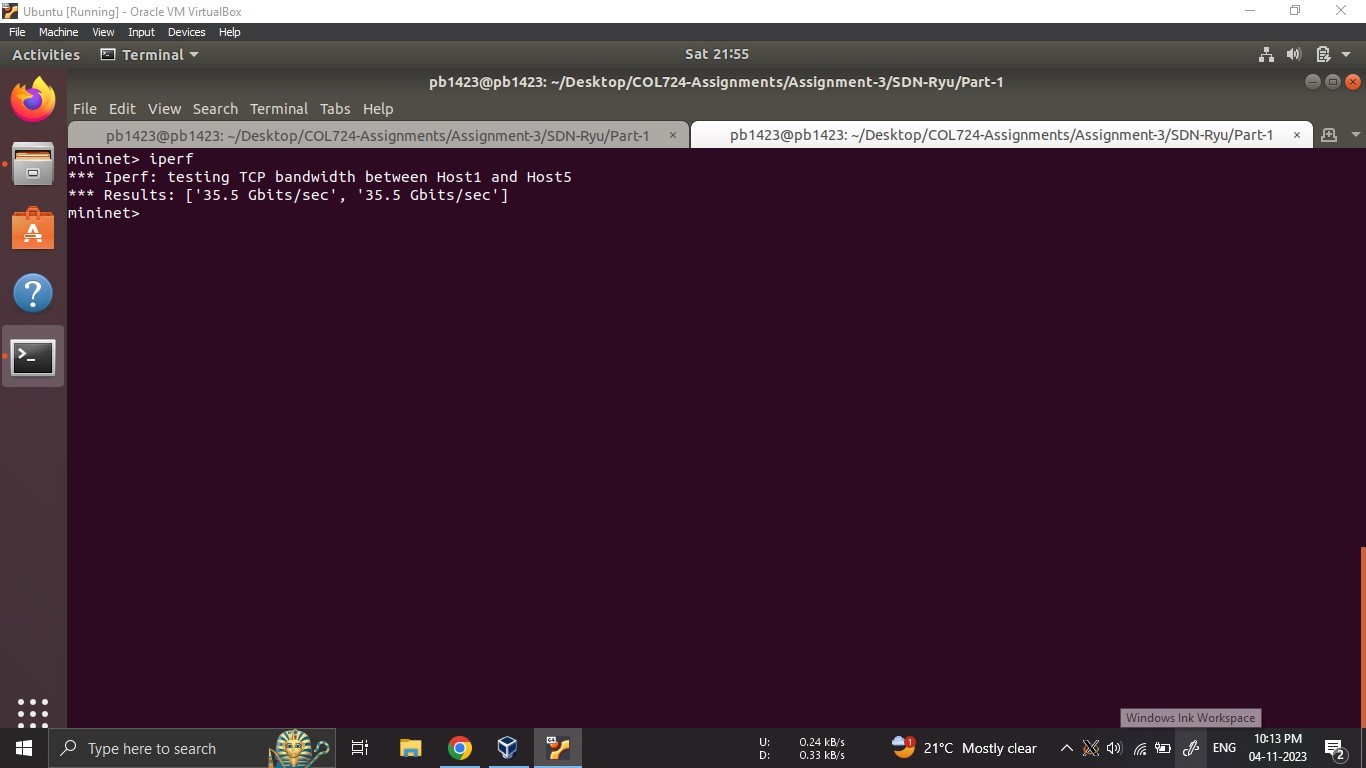 Ubuntu [Running] - Oracle VM VirtualBox
File Machine View Input Devices Help
Activities Terminal Sat 21:55
pb1423@pb1423: ~/Desktop/COL724-Assignments/Assignment-3/SDN-Ryu/Part-1
File Edit View Search Terminal Tabs Help
pb1423@pb1423: ~/Desktop/COL724-Assignments/Assignment-3/SDN-Ryu/Part-1 × pb1423@pb1423: ~/Desktop/COL724-Assignments/Assignment-3/SDN-Ryu/Part-1 ×
mininet> iperf
*** Iperf: testing TCP bandwidth between Host1 and Host5
*** Results: ['35.5 Gbits/sec', '35.5 Gbits/sec']
mininet>
Windows Ink Workspace
Type here to search
U: 0.24 kB/s
D: 0.33 kB/s
1
21°C Mostly clear
ENG
10:13 PM
04-11-2023
2